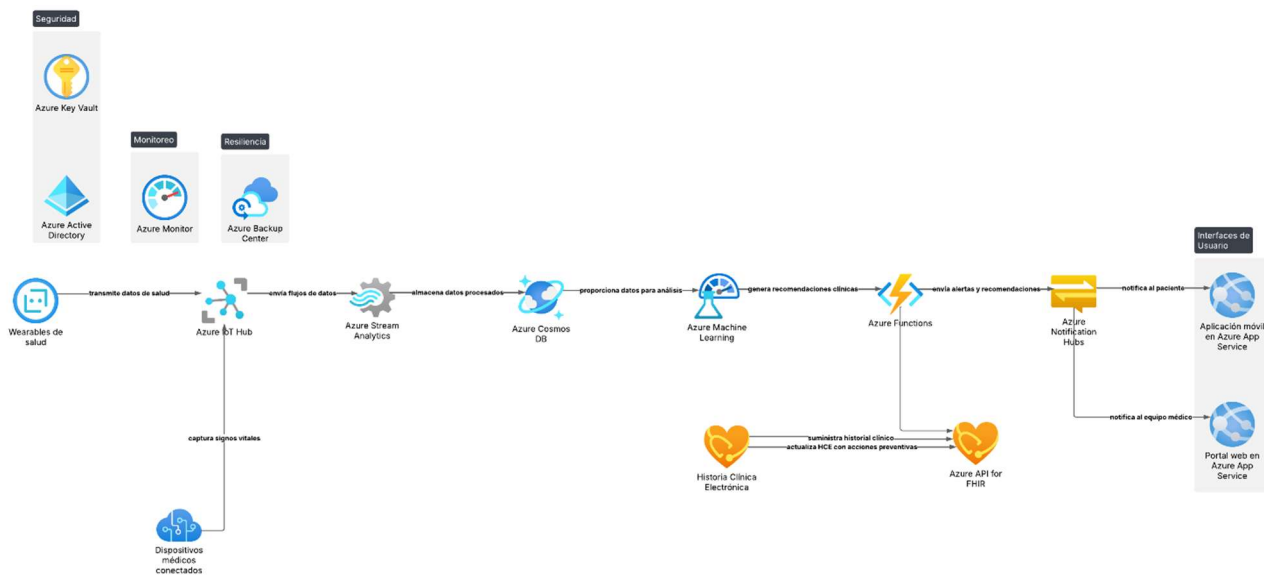 Seguridad
Azure Key Vault
Azure Active
Directory
Monitoreo
Azure Monitor
Resiliencia
Azure Backup
Center
Interfaces de
Usuario
Wearables de
salud
transmite datos de salud
Azure IoT Hub
envía flujos de datos
Azure Stream
Analytics
almacena datos procesados
Azure Cosmos
DB
proporciona datos para análisis
Azure Machine
Learning
genera recomendaciones clínicas
Azure Functions
envía alertas y recomendaciones
Azure
Notification
Hubs
notifica al paciente
Aplicación móvil
en Azure App
Service
captura signos vitales
notifica al equipo médico
Portal web en
Azure App
Service
suministra historial clínico
actualiza HCE con acciones preventivas
Historia Clínica
Electrónica
Azure API for
FHIR
Dispositivos
médicos
conectados